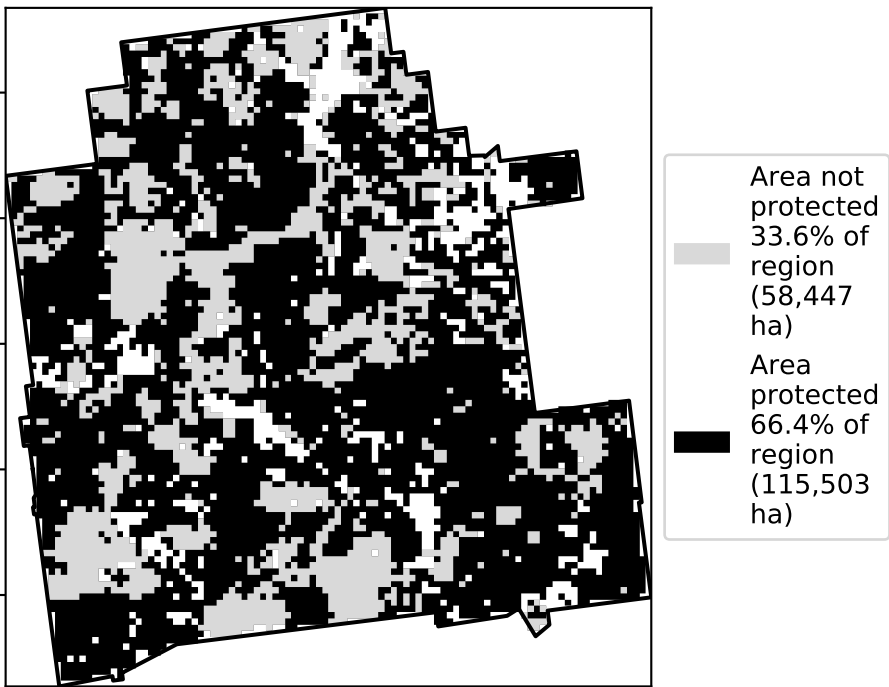 Area not
protected
33.6% of
region
(58,447
ha)
Area
protected
66.4% of
region
(115,503
ha)